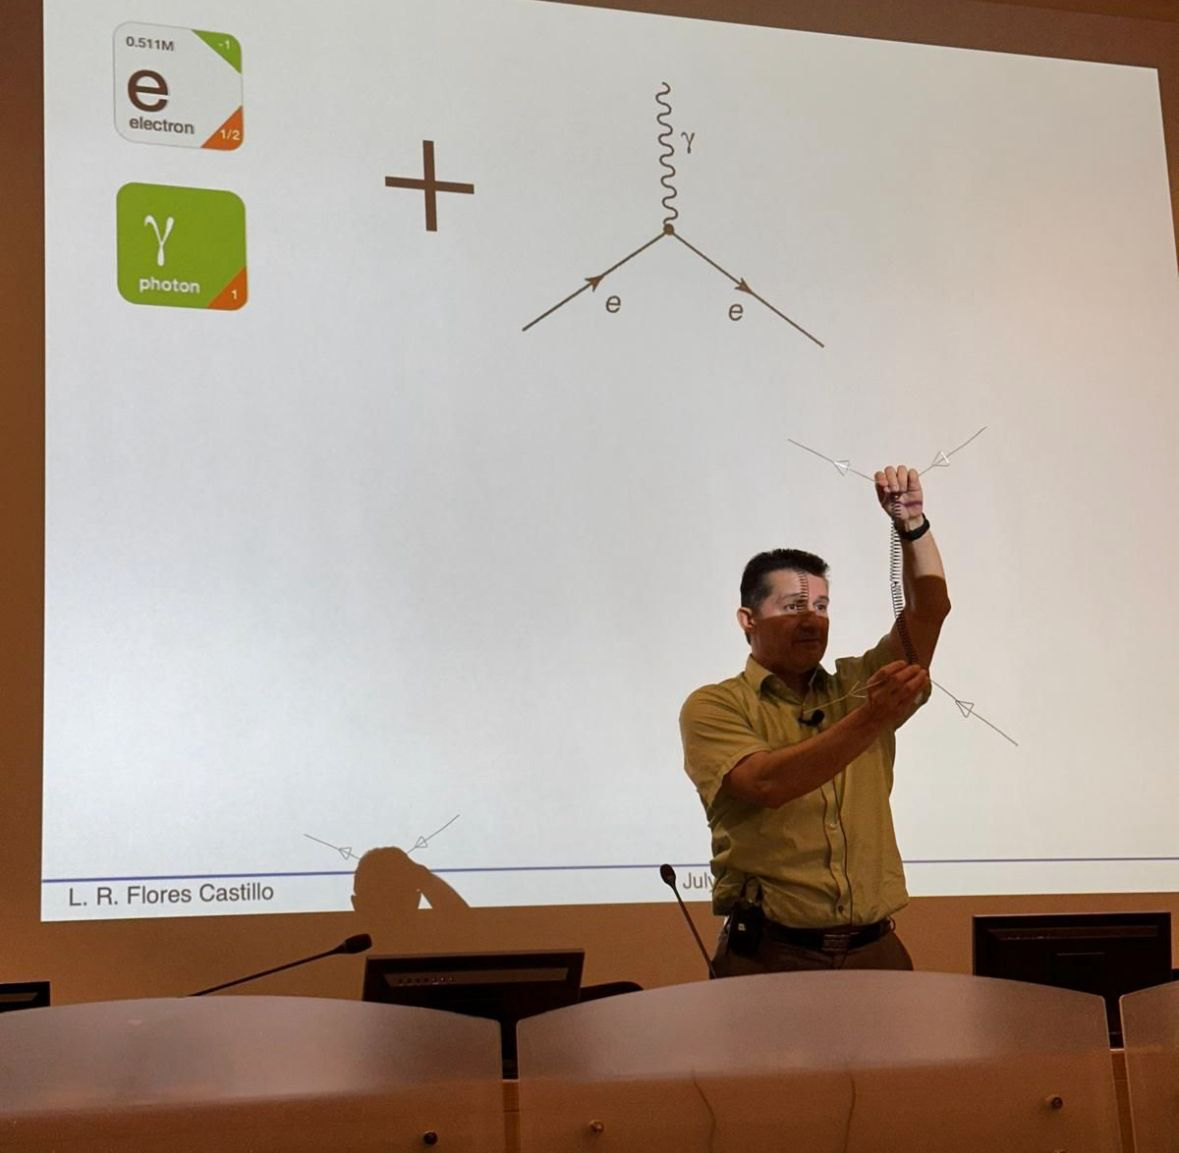 0.511M
-1
e
electron
1/2
γ
photon
1
+
γ
e
e
L. R. Flores Castillo
July